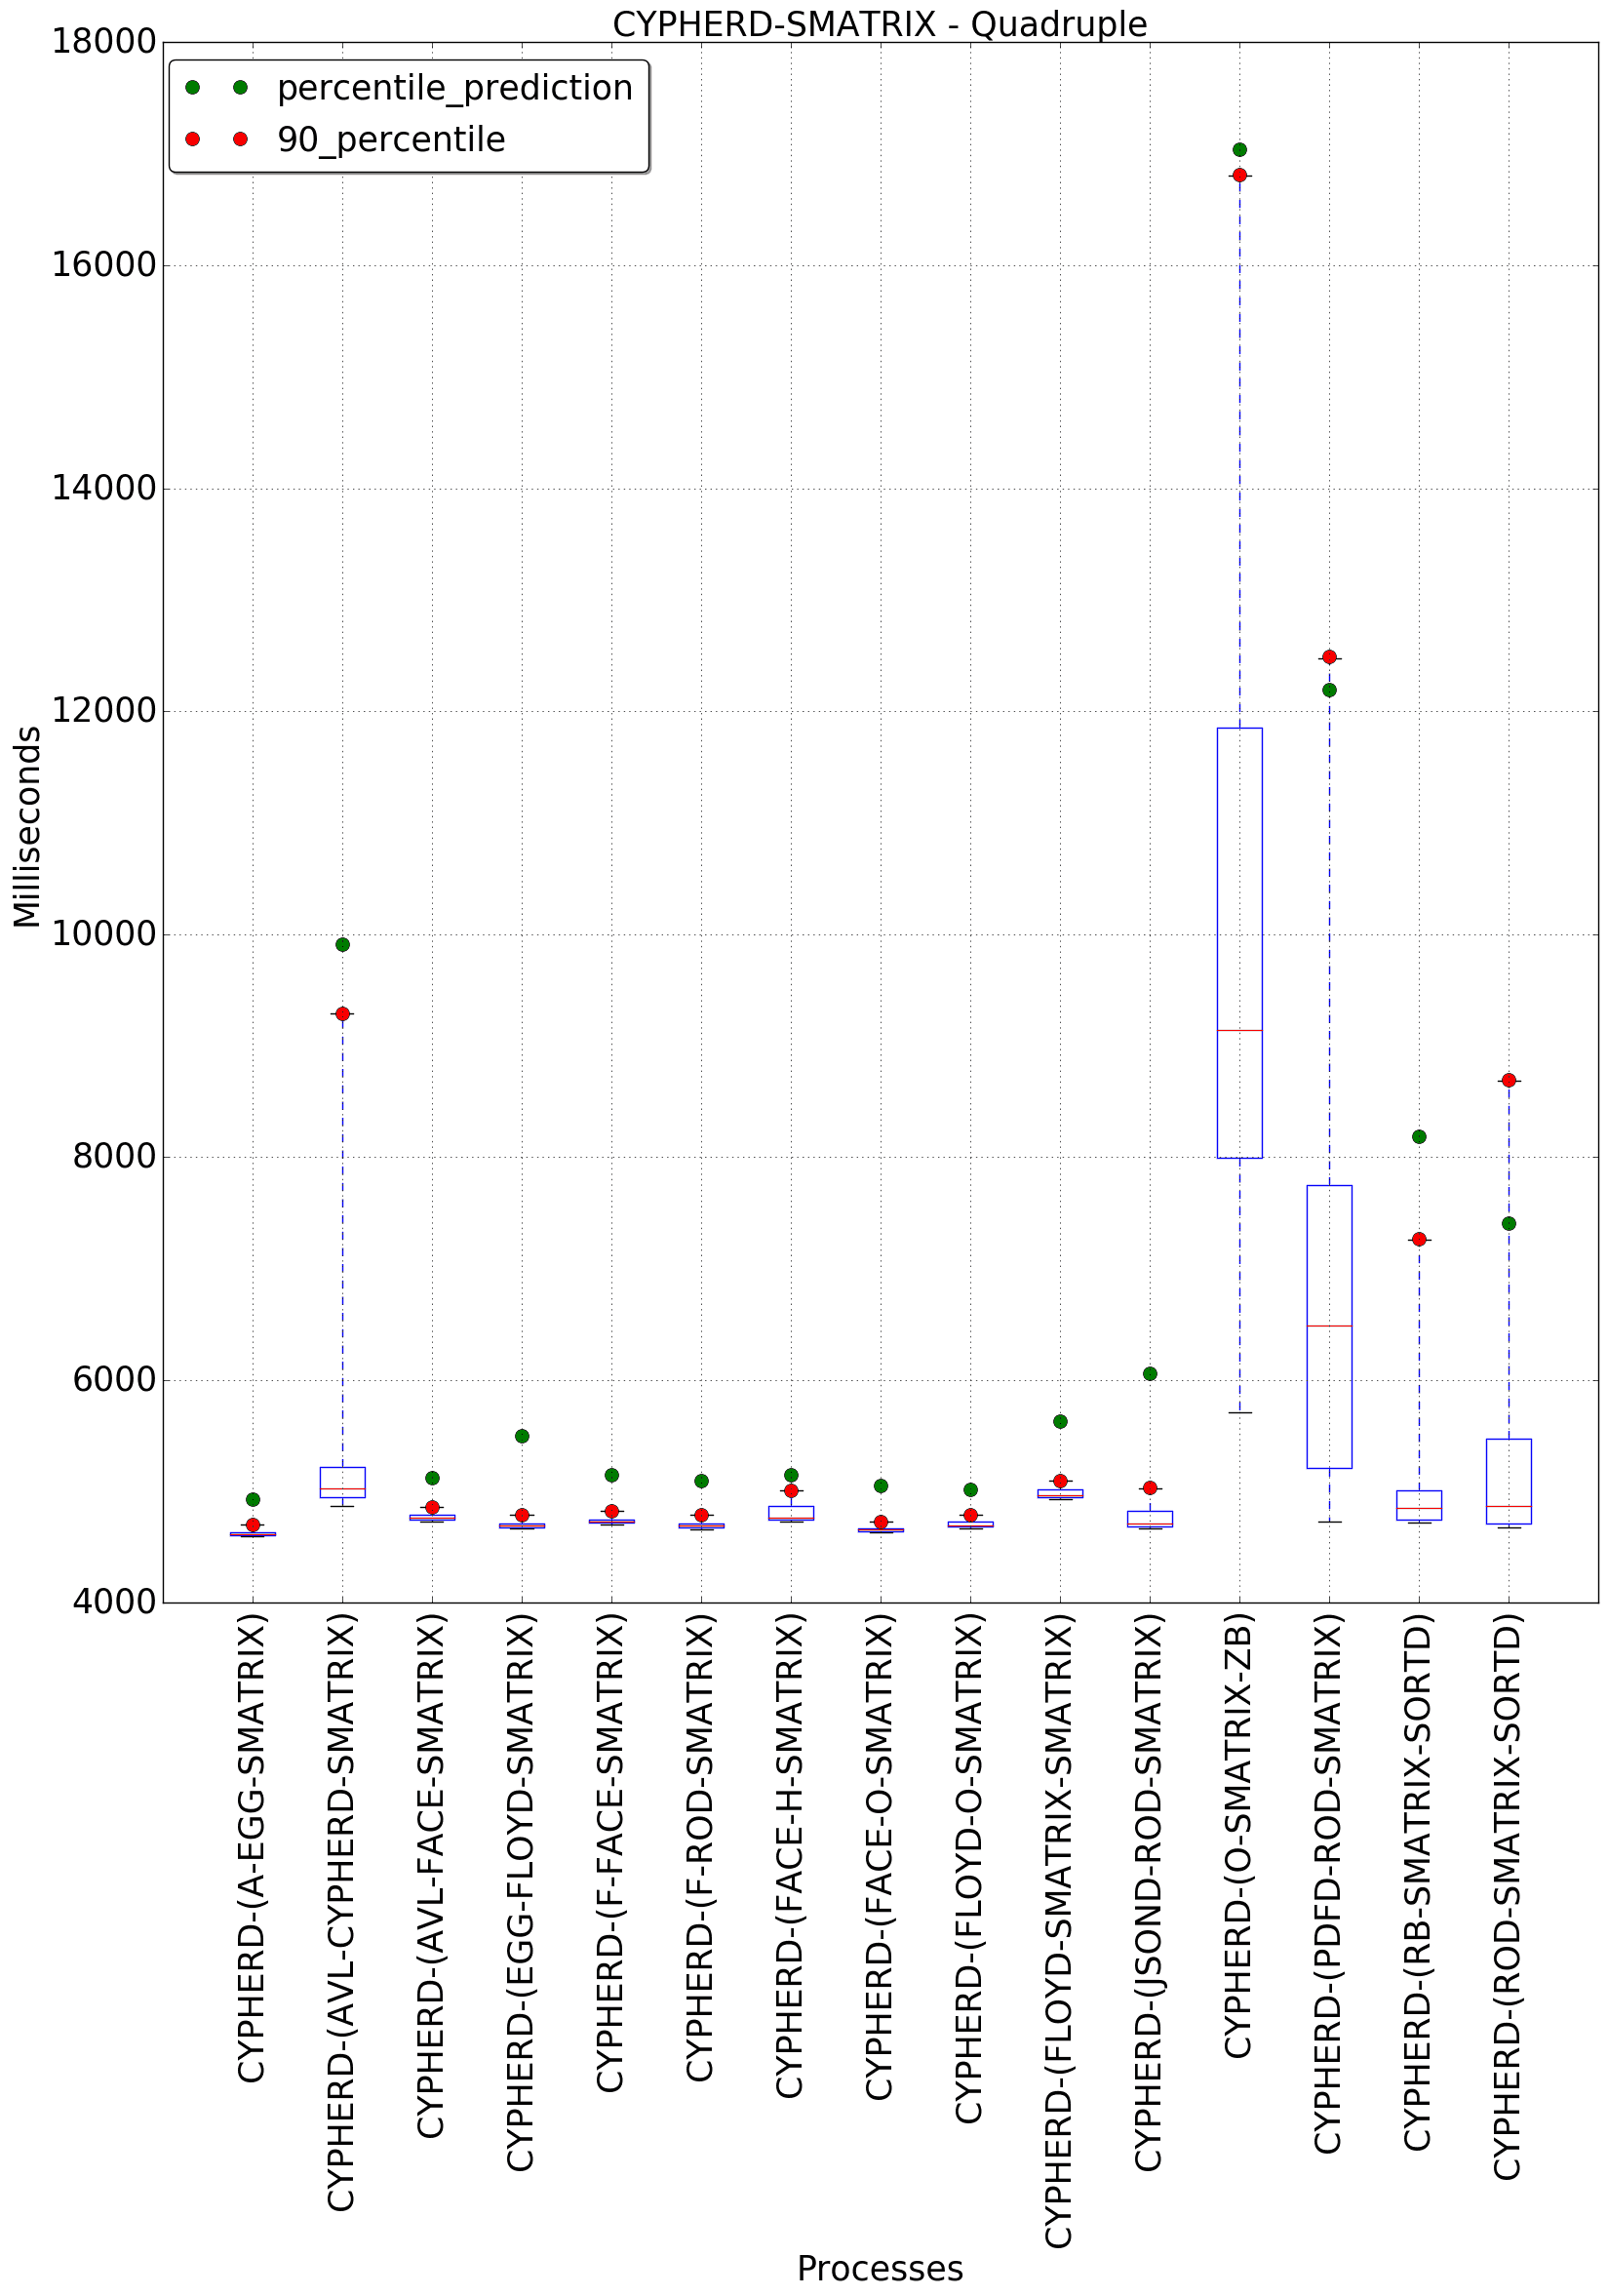 CYPHERD-SMATRIX - Quadruple
percentile_prediction
90_percentile
18000
16000
14000
12000
10000
8000
6000
4000
Milliseconds
CYPHERD-(A-EGG-SMATRIX)
CYPHERD-(AVL-CYPHERD-SMATRIX)
CYPHERD-(AVL-FACE-SMATRIX)
CYPHERD-(EGG-FLOYD-SMATRIX)
CYPHERD-(F-FACE-SMATRIX)
CYPHERD-(F-ROD-SMATRIX)
CYPHERD-(FACE-H-SMATRIX)
CYPHERD-(FACE-O-SMATRIX)
CYPHERD-(FLOYD-O-SMATRIX)
CYPHERD-(FLOYD-SMATRIX-SMATRIX)
CYPHERD-(JSOND-ROD-SMATRIX)
CYPHERD-(O-SMATRIX-ZB)
CYPHERD-(PDFD-ROD-SMATRIX)
CYPHERD-(RB-SMATRIX-SORTD)
CYPHERD-(ROD-SMATRIX-SORTD)
Processes